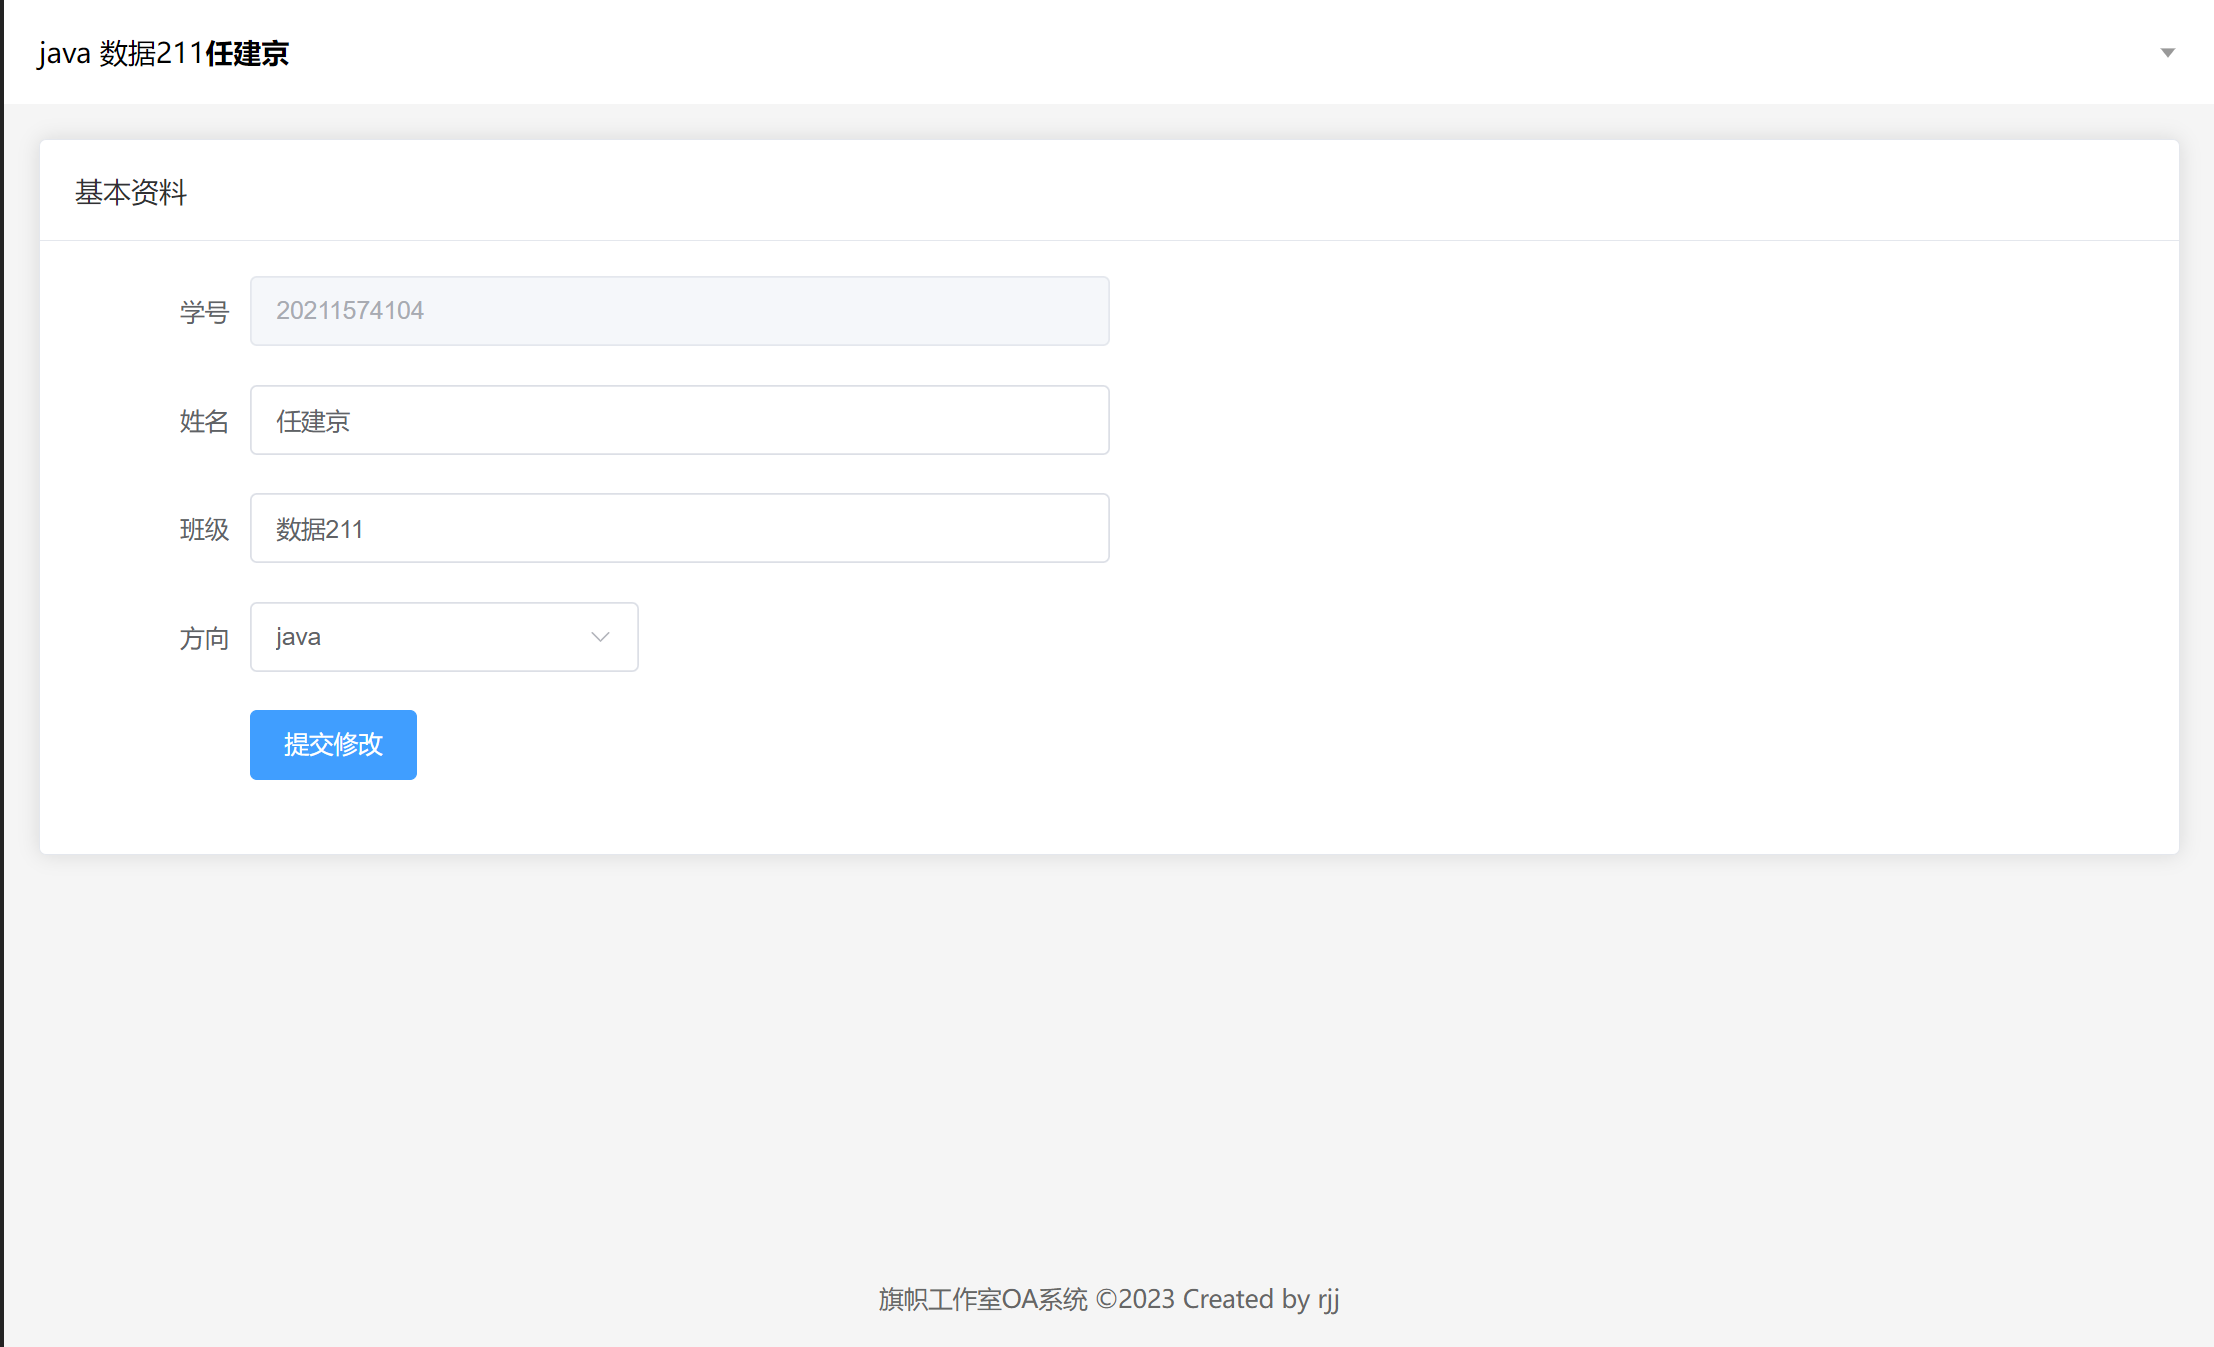 java 数据211任建京
基本资料
学号 20211574104
姓名 任建京
班级 数据211
方向 java
提交修改
旗帜工作室OA系统 ©2023 Created by rjj